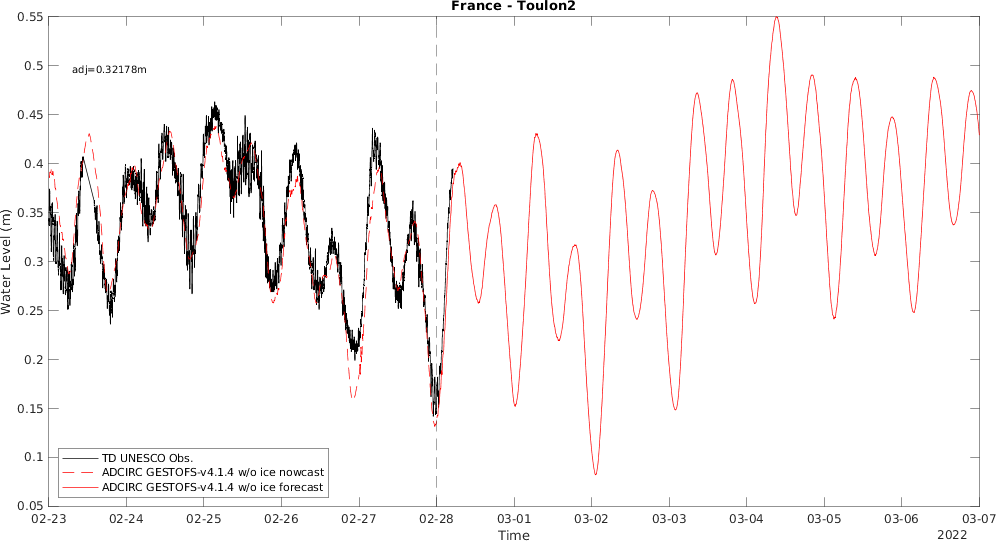 France - Toulon2
adj=0.32178m
0.55
0.5
0.45
0.4
0.35
0.3
0.25
0.2
0.15
0.1
0.05
Water Level (m)
TD UNESCO Obs.
ADCIRC GESTOFS-v4.1.4 w/o ice nowcast
ADCIRC GESTOFS-v4.1.4 w/o ice forecast
02-23 02-24 02-25 02-26 02-27 02-28 03-01 03-02 03-03 03-04 03-05 03-06 03-07
Time
2022